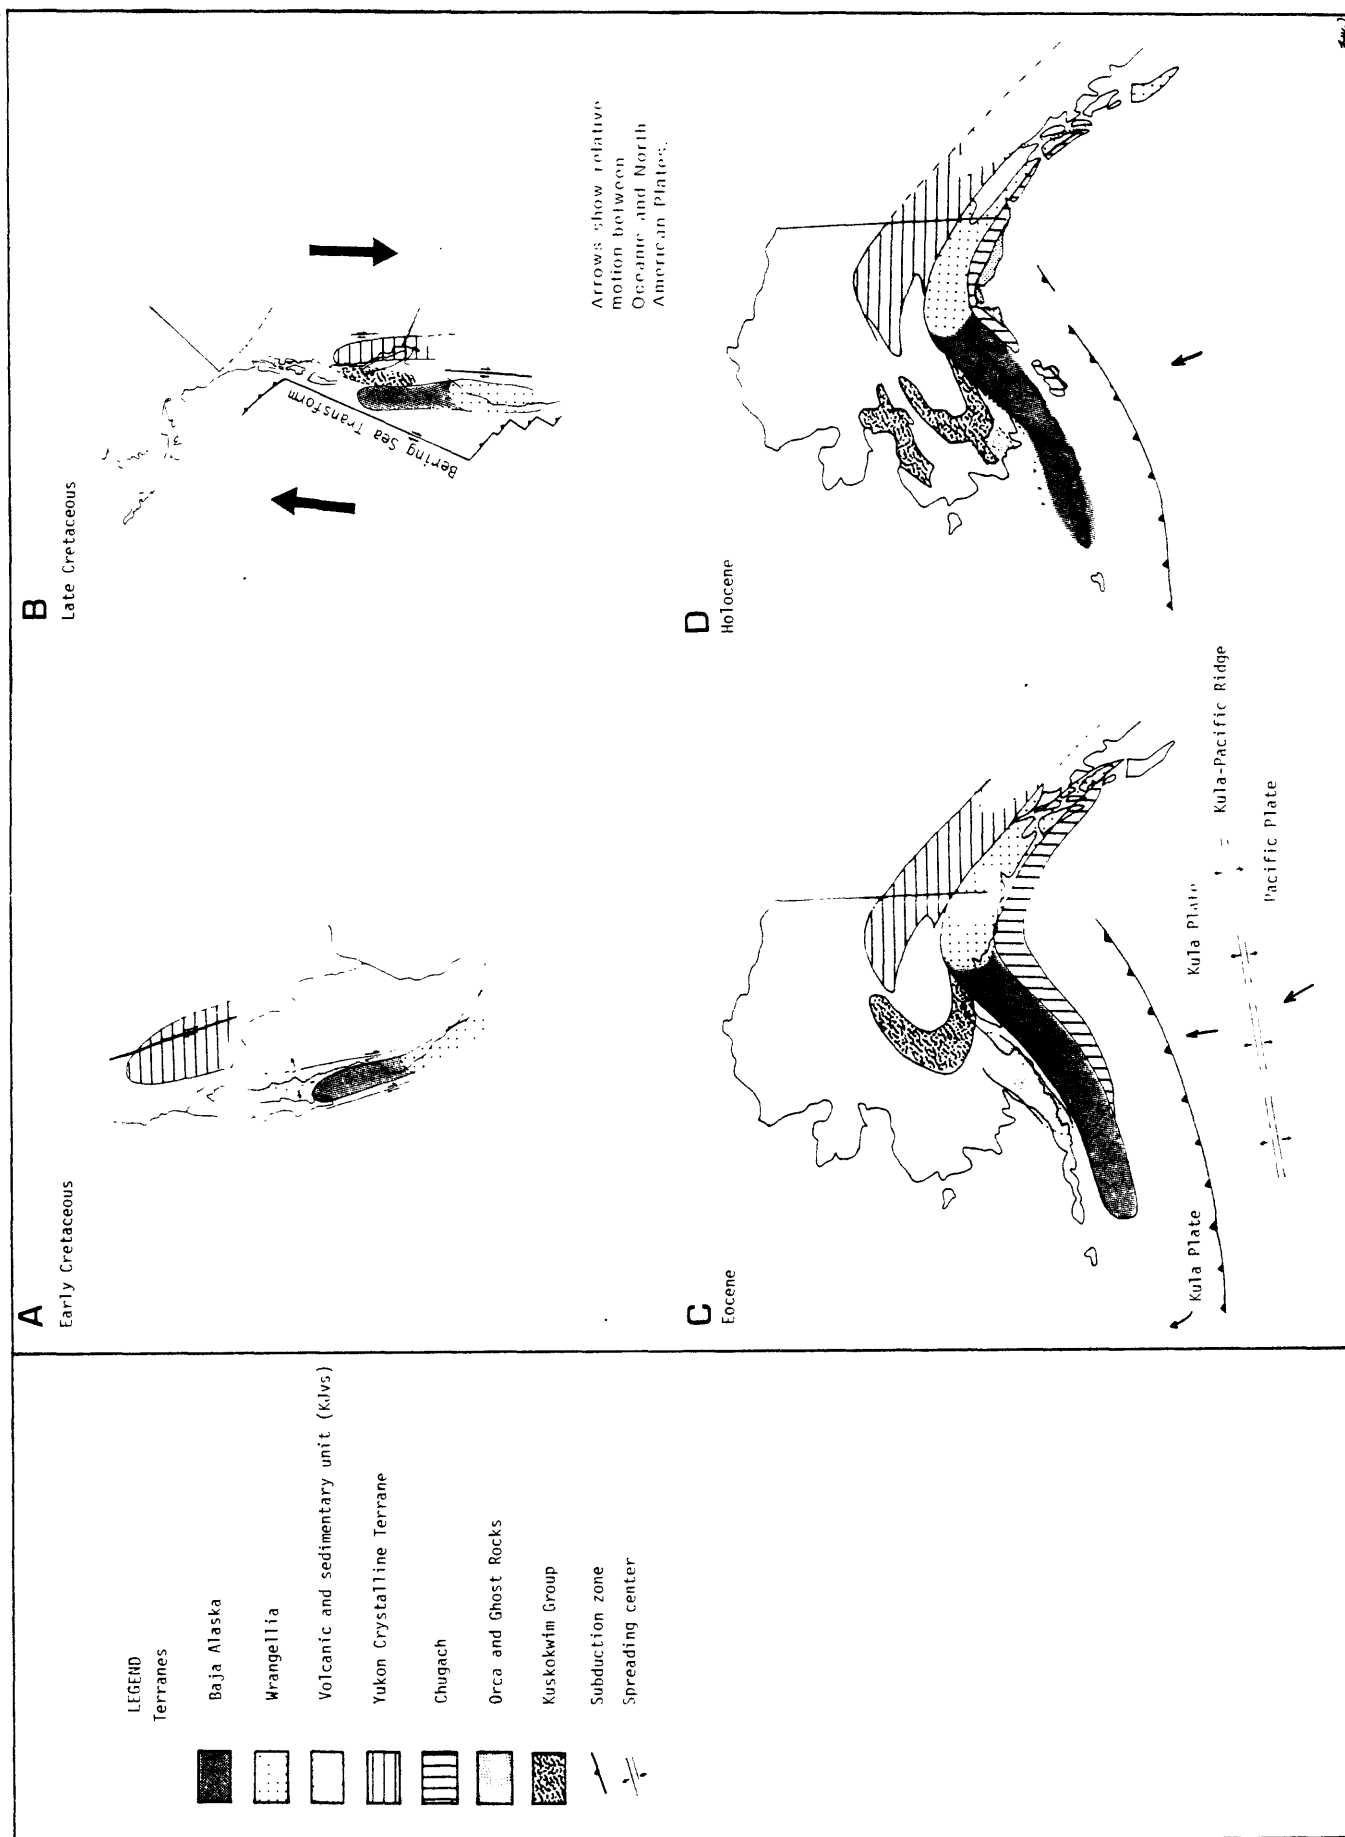 A
Early Cretaceous
B
Late Cretaceous
Bering Sea Transform
Arrows show relative
motion between
Oceanic and North
American Plates.
C
Eocene
Kula Plate
Kula Plate
Kula-Pacific Ridge
Pacific Plate
D
Holocene
LEGEND
Terranes
Baja Alaska
Wrangellia
Volcanic and sedimentary unit (KJvs)
Yukon Crystalline Terrane
Chugach
Orca and Ghost Rocks
Kuskokwim Group
Subduction zone
Spreading center